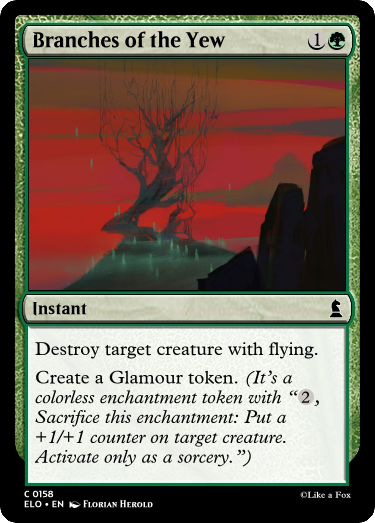 Branches of the Yew 1
Instant
Destroy target creature with flying.
Create a Glamour token. (It's a
colorless enchantment token with “2,
Sacrifice this enchantment: Put a
+1/+1 counter on target creature.
Activate only as a sorcery.”)
C 0158
ELO • EN Florian Herold
©Like a Fox